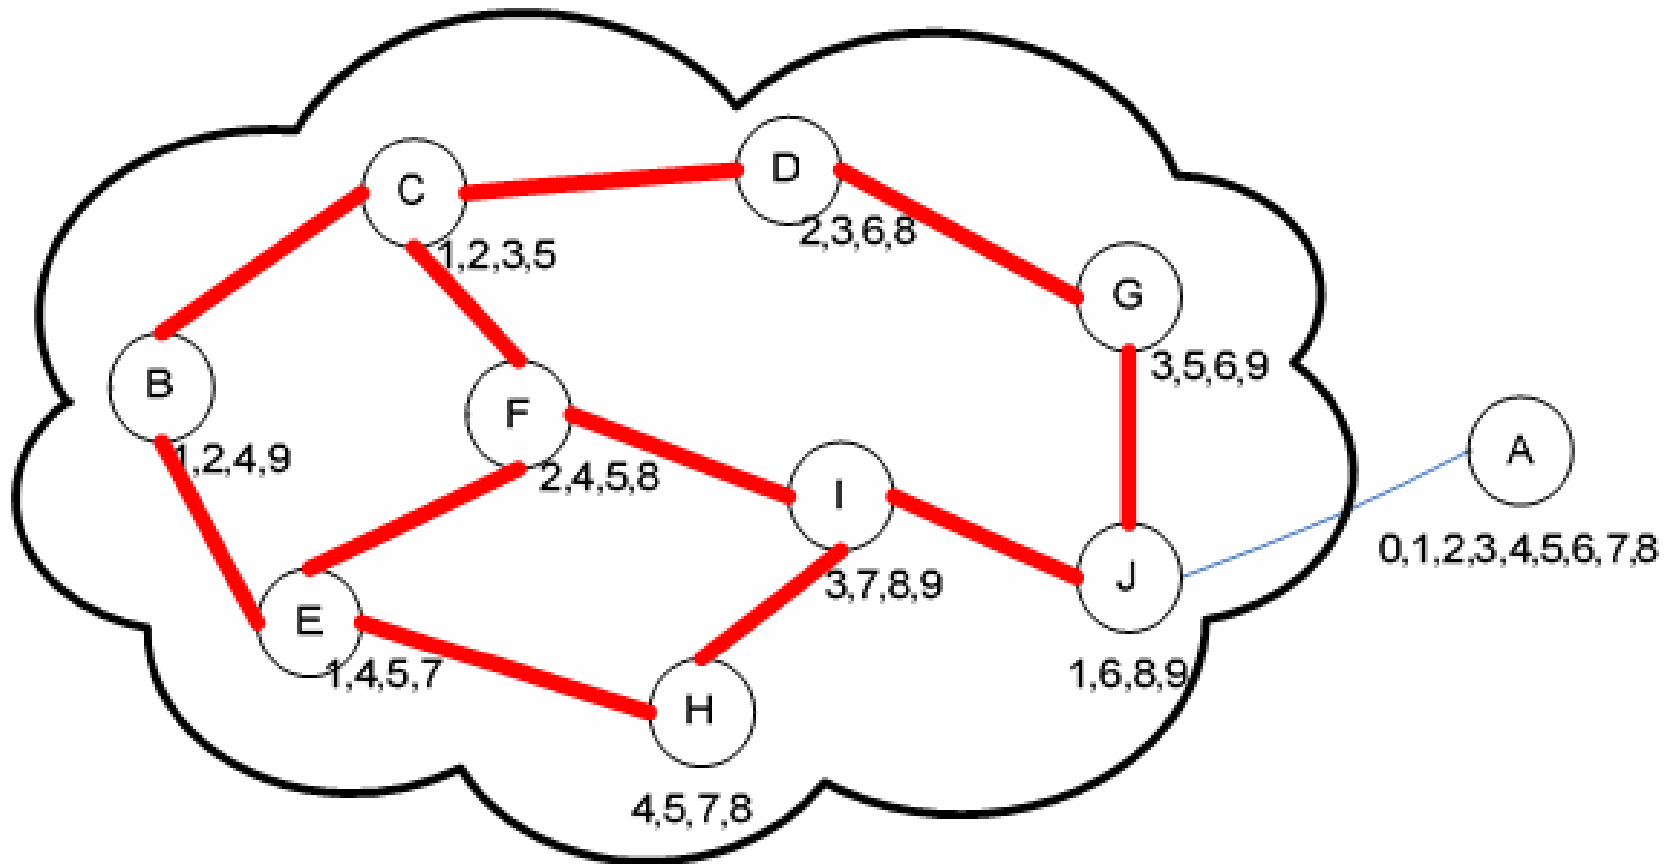 C
1,2,3,5
D
2,3,6,8
G
3,5,6,9
B
1,2,4,9
F
2,4,5,8
I
3,7,8,9
A
0,1,2,3,4,5,6,7,8
J
1,6,8,9
E
1,4,5,7
H
4,5,7,8